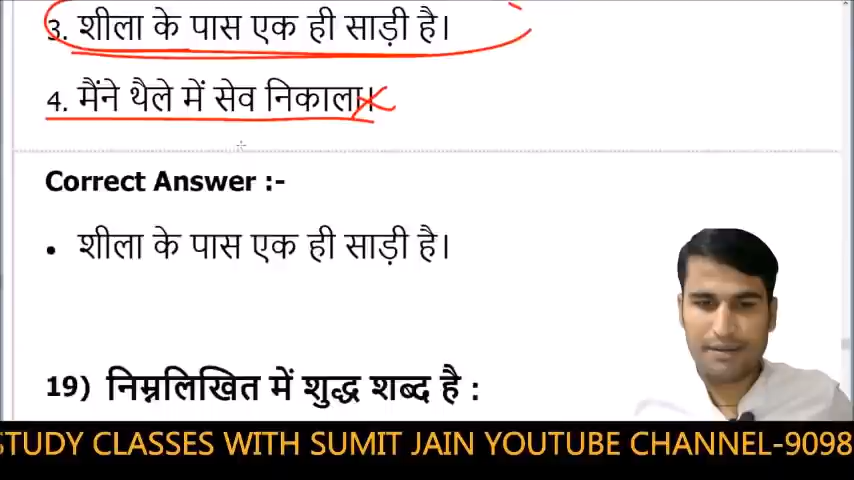 3. शीला के पास एक ही साड़ी है।
4. मैंने थैले में सेव निकाला।
Correct Answer :-
• शीला के पास एक ही साड़ी है।
19) निम्नलिखित में शुद्ध शब्द है :
STUDY CLASSES WITH SUMIT JAIN YOUTUBE CHANNEL-9098